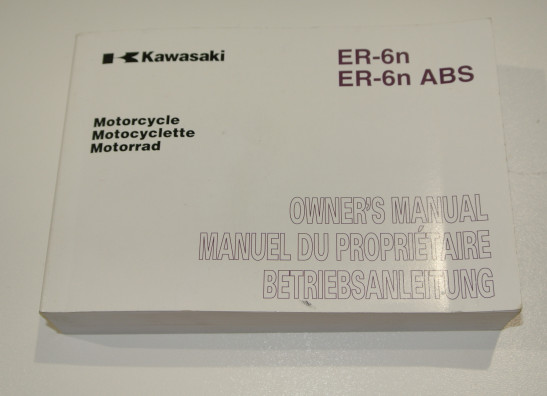 Kawasaki
ER-6n
ER-6n ABS
Motorcycle
Motocyclette
Motorrad
OWNER'S MANUAL
MANUEL DU PROPRIÉTAIRE
BETRIEBSANLEITUNG